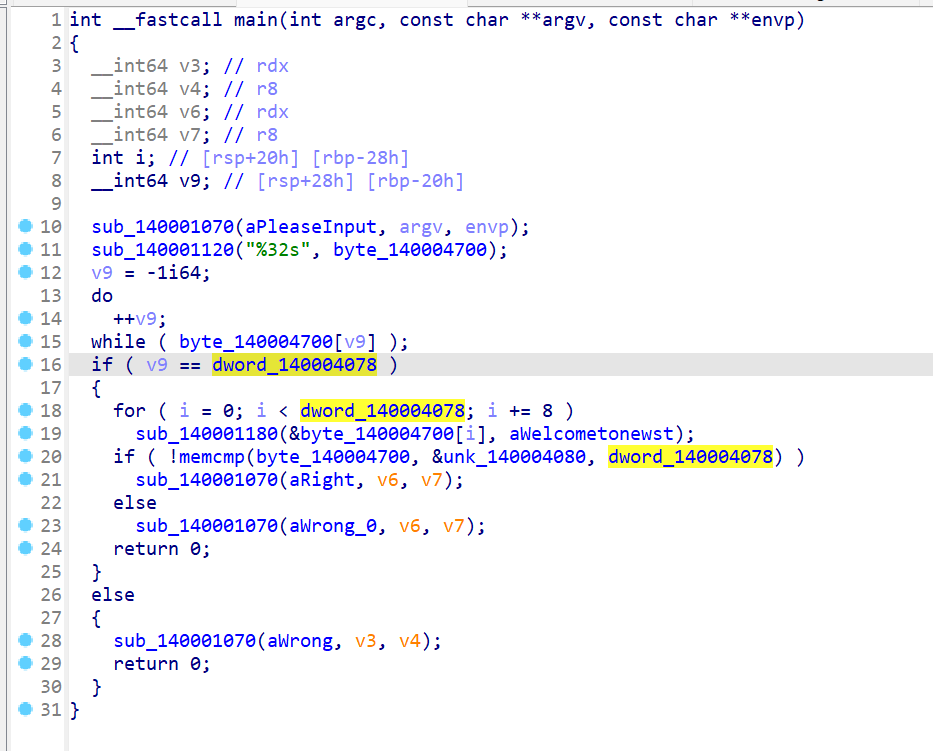 1 int __fastcall main(int argc, const char **argv, const char **envp)
2 {
3 __int64 v3; // rdx
4 __int64 v4; // r8
5 __int64 v6; // rdx
6 __int64 v7; // r8
7 int i; // [rsp+20h] [rbp-28h]
8 __int64 v9; // [rsp+28h] [rbp-20h]
9
10 sub_140001070(aPleaseInput, argv, envp);
11 sub_140001120("%32s", byte_140004700);
12 v9 = -1i64;
13 do
14 ++v9;
15 while ( byte_140004700[v9] );
16 if ( v9 == dword_140004078 )
17 {
18 for ( i = 0; i < dword_140004078; i += 8 )
19 sub_140001180(&byte_140004700[i], aWelcometonewst);
20 if ( !memcmp(byte_140004700, &unk_140004080, dword_140004078) )
21 sub_140001070(aRight, v6, v7);
22 else
23 sub_140001070(aWrong_0, v6, v7);
24 return 0;
25 }
26 else
27 {
28 sub_140001070(aWrong, v3, v4);
29 return 0;
30 }
31 }